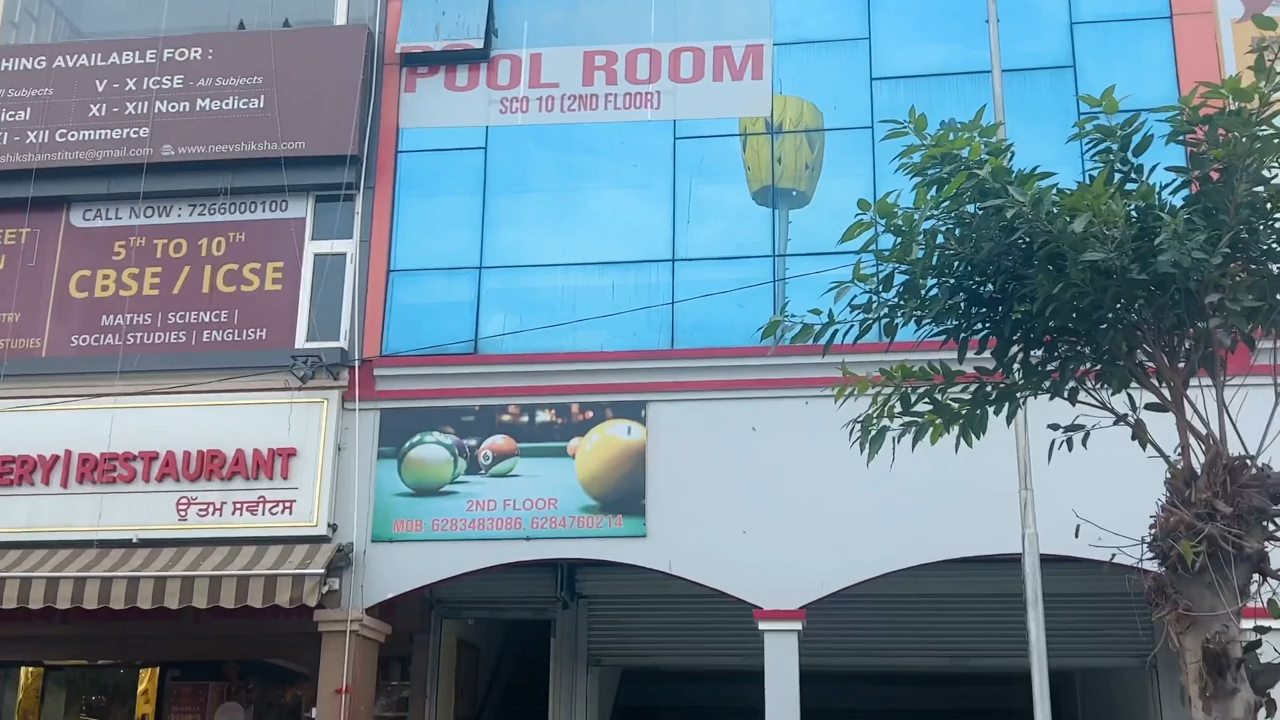 HING AVAILABLE FOR :
ll Subjects V - X ICSE - All Subjects
ical XI - XII Non Medical
XI - XII Commerce
shikshainstitute@gmail.com www.neevshiksha.com
CALL NOW : 7266000100
5TH TO 10TH
CBSE / ICSE
MATHS | SCIENCE |
SOCIAL STUDIES | ENGLISH
EET
N
TRY
STUDIES
ERY|RESTAURANT
ਉੱਤਮ ਸਵੀਟਸ
POOL ROOM
SCO 10 (2ND FLOOR)
2ND FLOOR
MOB: 6283483086, 6284760214